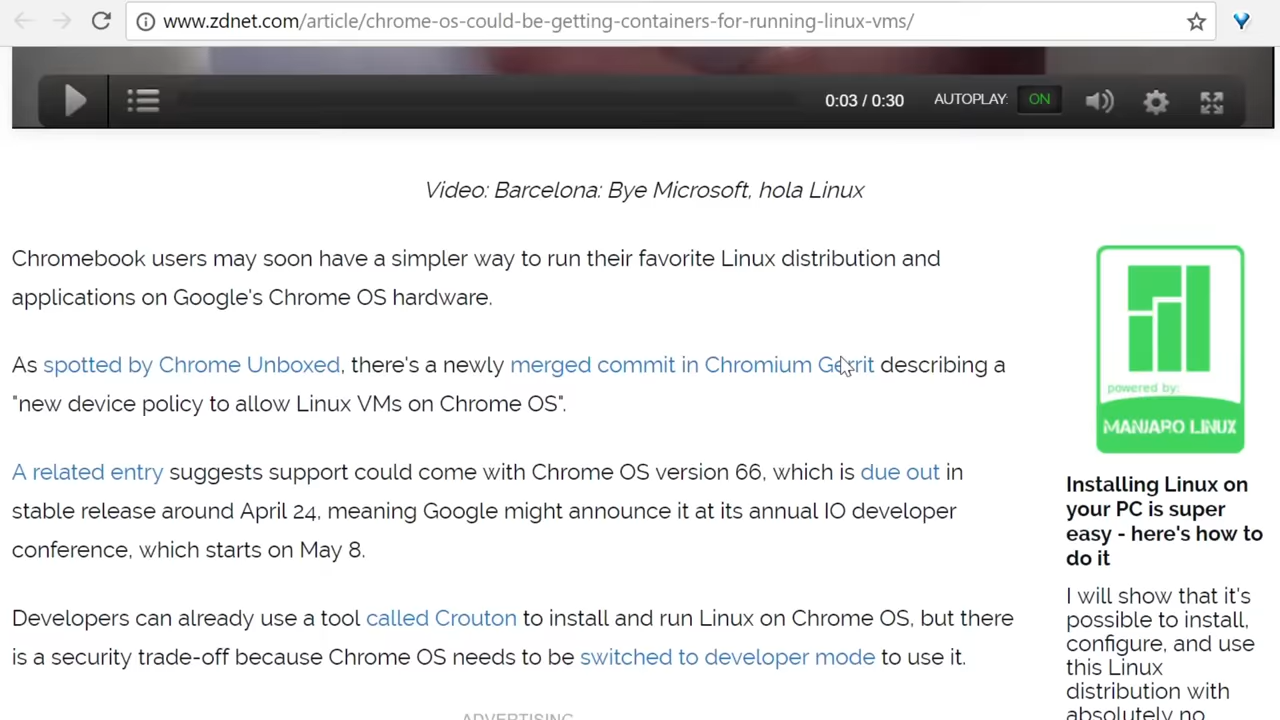 www.zdnet.com/article/chrome-os-could-be-getting-containers-for-running-linux-vms/
0:03 / 0:30
AUTOPLAY: ON
Video: Barcelona: Bye Microsoft, hola Linux
Chromebook users may soon have a simpler way to run their favorite Linux distribution and
applications on Google's Chrome OS hardware.
As spotted by Chrome Unboxed, there's a newly merged commit in Chromium Gerrit describing a
"new device policy to allow Linux VMs on Chrome OS".
A related entry suggests support could come with Chrome OS version 66, which is due out in
stable release around April 24, meaning Google might announce it at its annual IO developer
conference, which starts on May 8.
Developers can already use a tool called Crouton to install and run Linux on Chrome OS, but there
is a security trade-off because Chrome OS needs to be switched to developer mode to use it.
ADVERTISING
powered by:
MANJARO LINUX
Installing Linux on
your PC is super
easy - here's how to
do it
I will show that it's
possible to install,
configure, and use
this Linux
distribution with
absolutely no